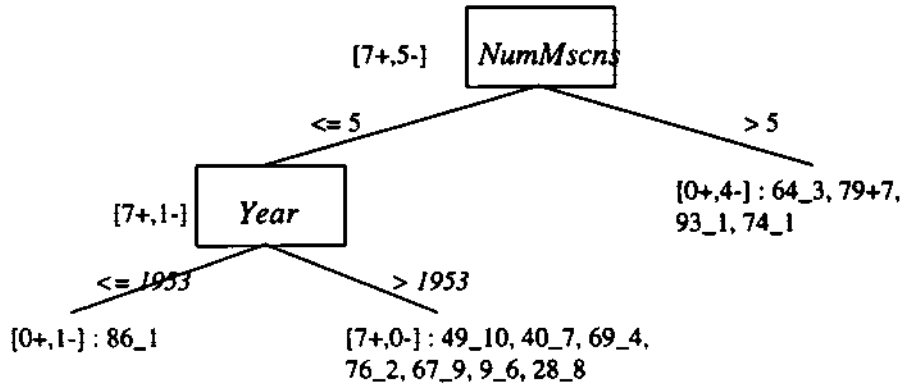 [7+,5-] NumMscns
<= 5 > 5
[7+,1-] Year
[0+,4-] : 64_3, 79+7,
93_1, 74_1
<= 1953 > 1953
[0+,1-] : 86_1
[7+,0-] : 49_10, 40_7, 69_4,
76_2, 67_9, 9_6, 28_8